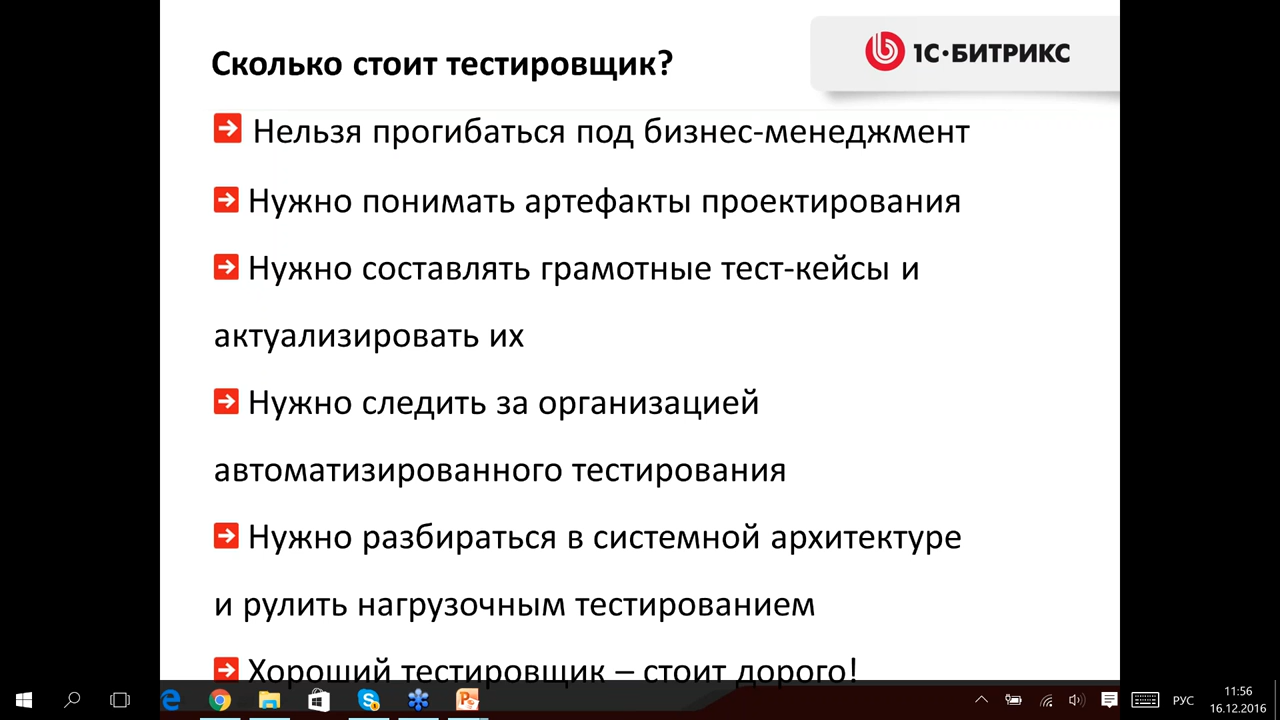 Сколько стоит тестировщик?
1С·БИТРИКС
Нельзя прогибаться под бизнес-менеджмент
Нужно понимать артефакты проектирования
Нужно составлять грамотные тест-кейсы и
актуализировать их
Нужно следить за организацией
автоматизированного тестирования
Нужно разбираться в системной архитектуре
и рулить нагрузочным тестированием
Хороший тестировщик – стоит дорого!
РУС
11:56
16.12.2016